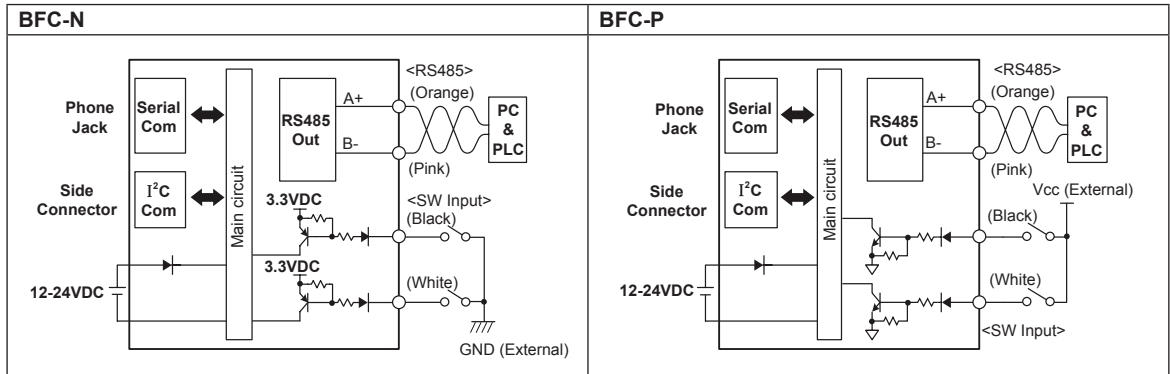 BFC-N
<RS485>
(Orange)
Phone
Jack
Serial
Com
Main circuit
RS485
Out
A+
B-
PC
&
PLC
(Pink)
Side
Connector
I²C
Com
3.3VDC
<SW Input>
(Black)
3.3VDC
(White)
12-24VDC
GND (External)
BFC-P
<RS485>
(Orange)
Phone
Jack
Serial
Com
Main circuit
RS485
Out
A+
B-
PC
&
PLC
(Pink)
Side
Connector
I²C
Com
Vcc (External)
(Black)
(White)
12-24VDC
<SW Input>